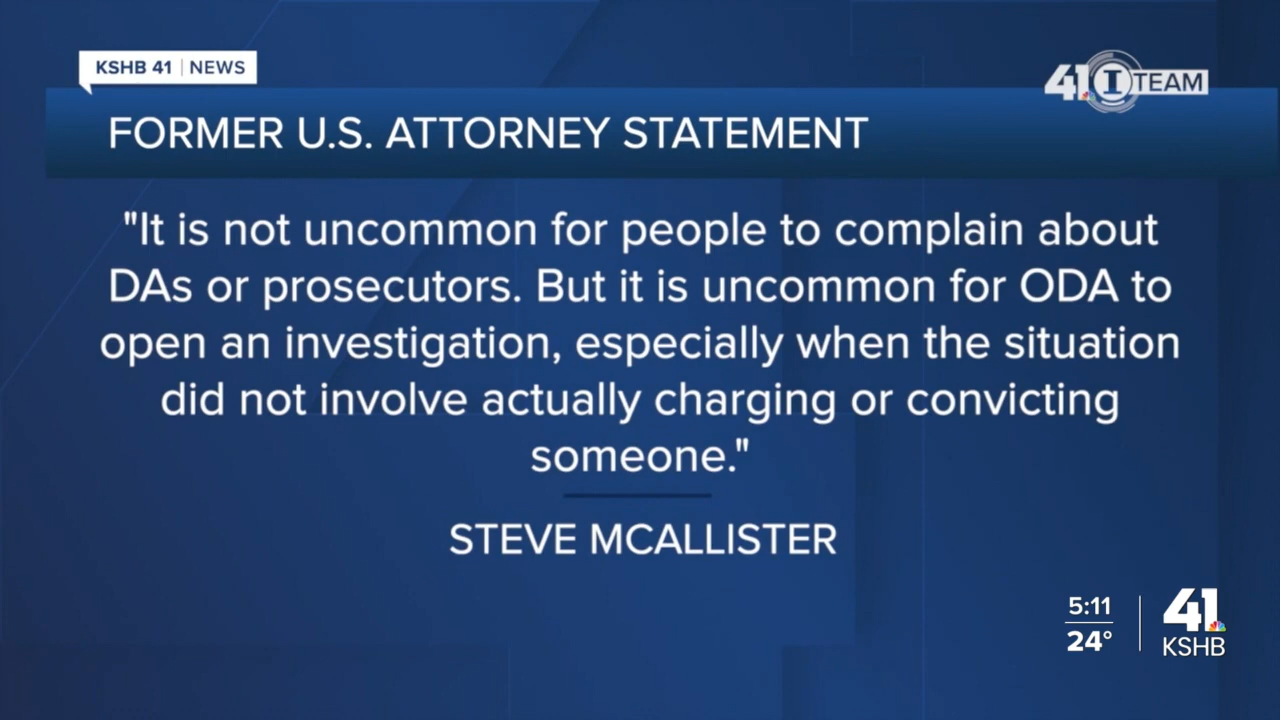 KSHB 41 | NEWS
41 I TEAM
FORMER U.S. ATTORNEY STATEMENT
"It is not uncommon for people to complain about
DAs or prosecutors. But it is uncommon for ODA to
open an investigation, especially when the situation
did not involve actually charging or convicting
someone."
STEVE MCALLISTER
5:11
24°
41
KSHB